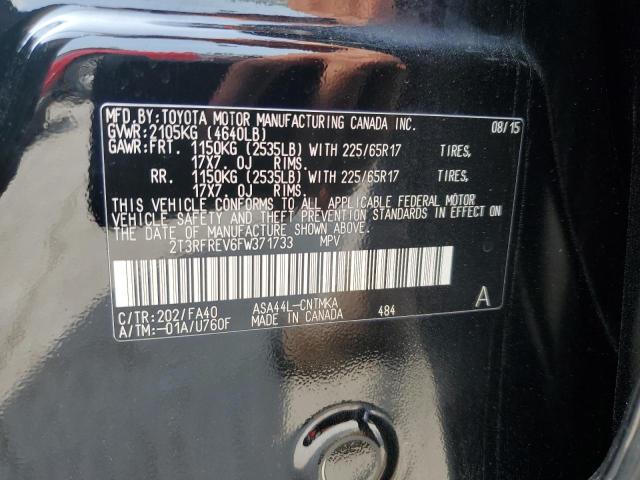 MFD.BY:TOYOTA MOTOR MANUFACTURING CANADA INC. 08/15
GVWR:2105KG (4640LB)
GAWR:FRT. 1150KG (2535LB) WITH 225/65R17 TIRES,
17X7.0J RIMS.
RR. 1150KG (2535LB) WITH 225/65R17 TIRES,
17X7.0J RIMS.
THIS VEHICLE CONFORMS TO ALL APPLICABLE FEDERAL MOTOR
VEHICLE SAFETY AND THEFT PREVENTION STANDARDS IN EFFECT ON
THE DATE OF MANUFACTURE SHOWN ABOVE.
2T3RFREV6FW371733 MPV
C/TR:202/FA40 ASA44L-CNTMKA 484 A
A/TM:-01A/U760F MADE IN CANADA